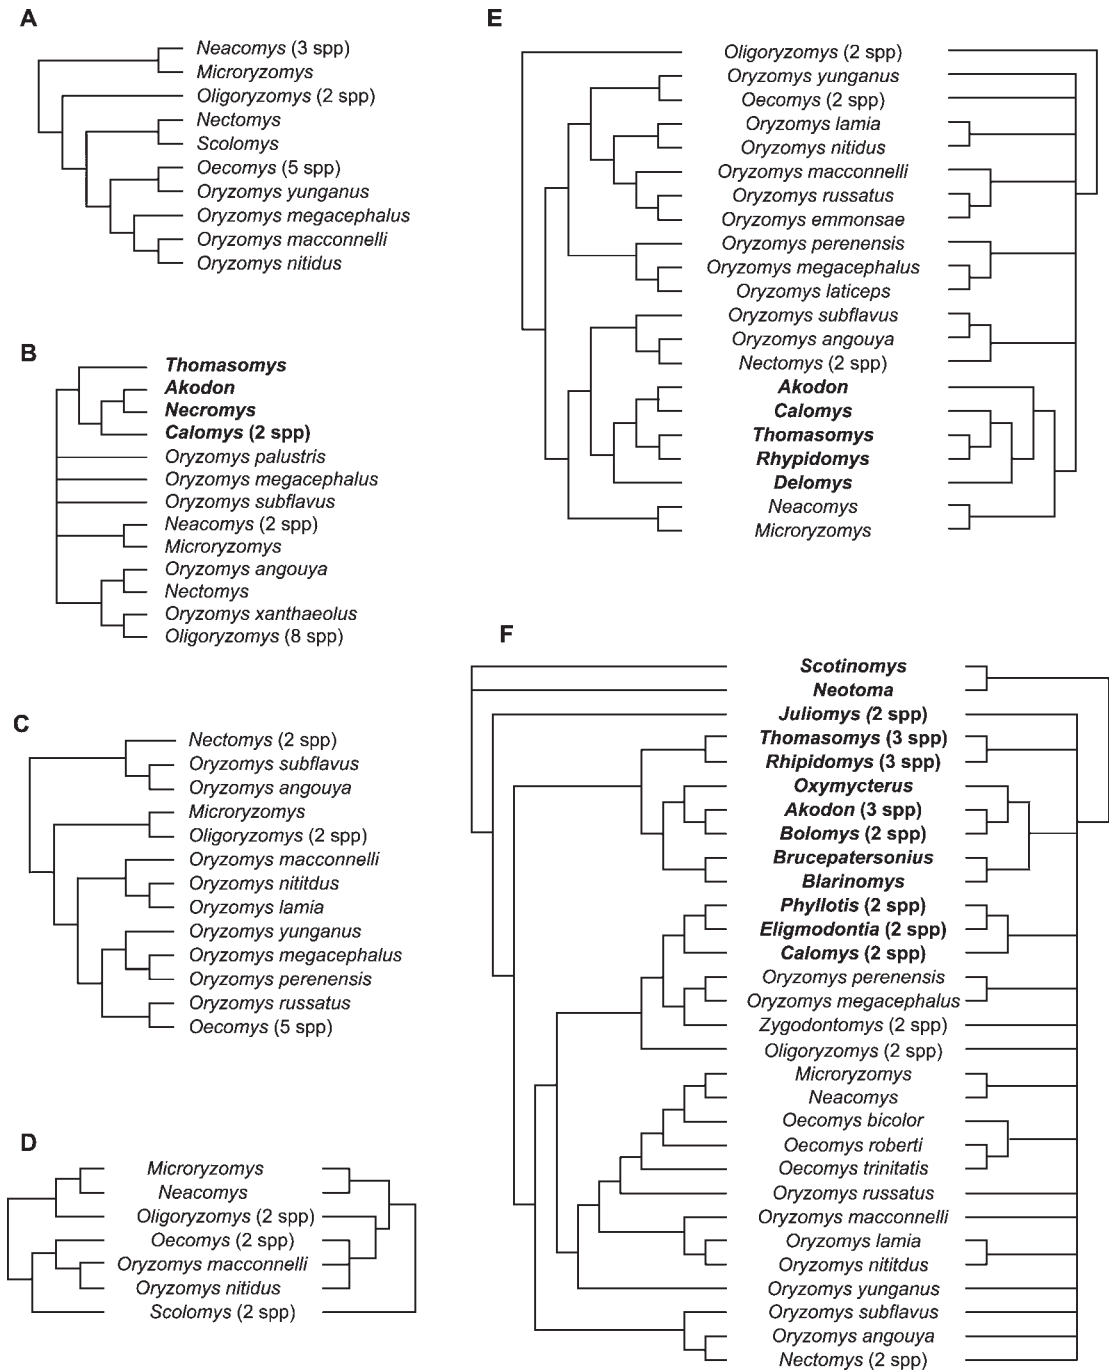 A
Neacomys (3 spp)
Microryzomys
Oligoryzomys (2 spp)
Nectomys
Scolomys
Oecomys (5 spp)
Oryzomys yunganus
Oryzomys megacephalus
Oryzomys macconnelli
Oryzomys nitidus
B
Thomasomys
Akodon
Necromys
Calomys (2 spp)
Oryzomys palustris
Oryzomys megacephalus
Oryzomys subflavus
Neacomys (2 spp)
Microryzomys
Oryzomys angouya
Nectomys
Oryzomys xanthaeolus
Oligoryzomys (8 spp)
C
Nectomys (2 spp)
Oryzomys subflavus
Oryzomys angouya
Microryzomys
Oligoryzomys (2 spp)
Oryzomys macconnelli
Oryzomys nititdus
Oryzomys lamia
Oryzomys yunganus
Oryzomys megacephalus
Oryzomys perenensis
Oryzomys russatus
Oecomys (5 spp)
D
Microryzomys
Neacomys
Oligoryzomys (2 spp)
Oecomys (2 spp)
Oryzomys macconnelli
Oryzomys nitidus
Scolomys (2 spp)
E
Oligoryzomys (2 spp)
Oryzomys yunganus
Oecomys (2 spp)
Oryzomys lamia
Oryzomys nitidus
Oryzomys macconnelli
Oryzomys russatus
Oryzomys emmonsae
Oryzomys perenensis
Oryzomys megacephalus
Oryzomys laticeps
Oryzomys subflavus
Oryzomys angouya
Nectomys (2 spp)
Akodon
Calomys
Thomasomys
Rhypidomys
Delomys
Neacomys
Microryzomys
F
Scotinomys
Neotoma
Juliomys (2 spp)
Thomasomys (3 spp)
Rhipidomys (3 spp)
Oxymycterus
Akodon (3 spp)
Bolomys (2 spp)
Brucepatersonius
Blarinomys
Phyllotis (2 spp)
Eligmodontia (2 spp)
Calomys (2 spp)
Oryzomys perenensis
Oryzomys megacephalus
Zygodontomys (2 spp)
Oligoryzomys (2 spp)
Microryzomys
Neacomys
Oecomys bicolor
Oecomys roberti
Oecomys trinitatis
Oryzomys russatus
Oryzomys macconnelli
Oryzomys lamia
Oryzomys nititdus
Oryzomys yunganus
Oryzomys subflavus
Oryzomys angouya
Nectomys (2 spp)